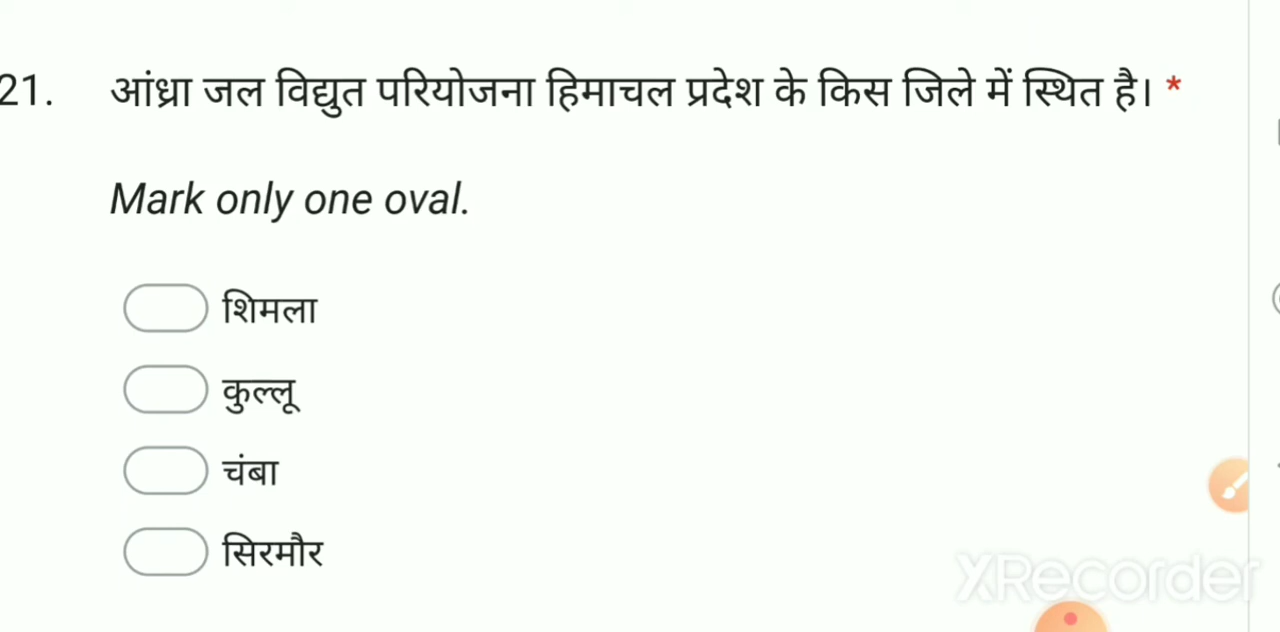 21. आंध्रा जल विद्युत परियोजना हिमाचल प्रदेश के किस जिले में स्थित है। *
Mark only one oval.
शिमला
कुल्लू
चंबा
सिरमौर
XRecorder